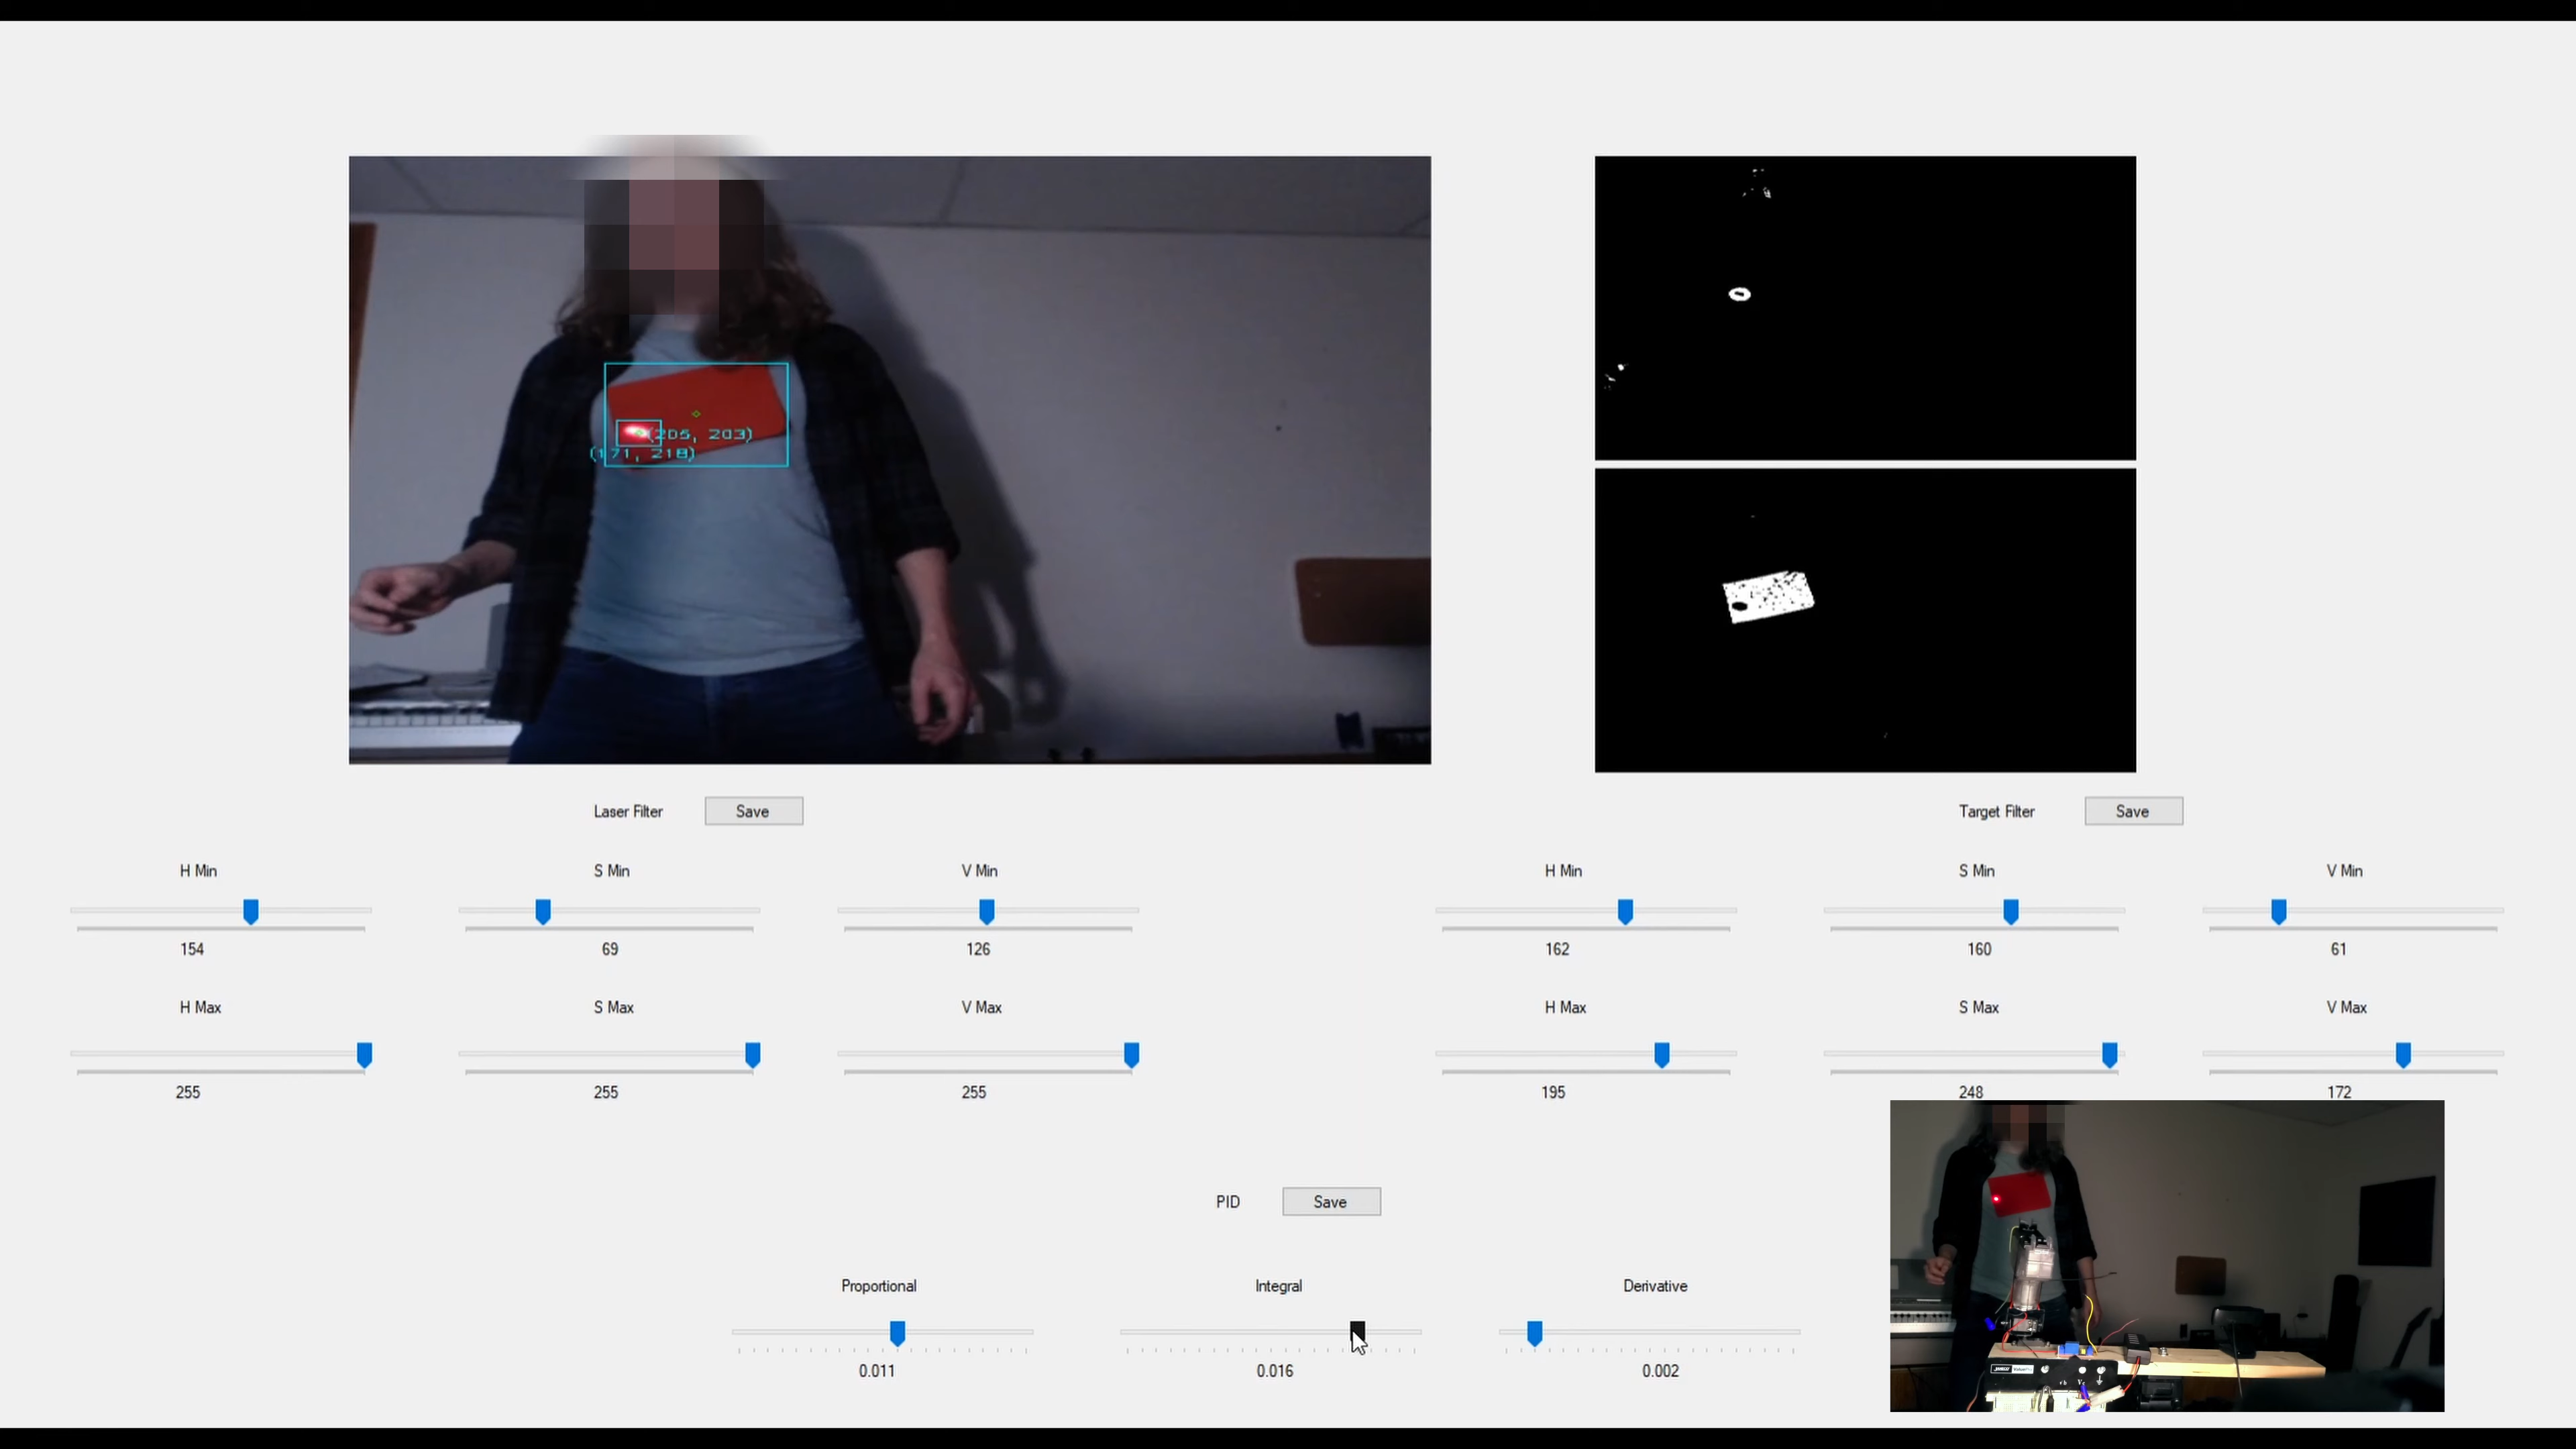 (205, 203)
(171, 218)
Laser Filter Save
Target Filter Save
H Min S Min V Min
H Min S Min V Min
154 69 126
162 160 61
H Max S Max V Max
H Max S Max V Max
255 255 255
195 248 172
PID Save
Proportional Integral Derivative
0.011 0.016 0.002